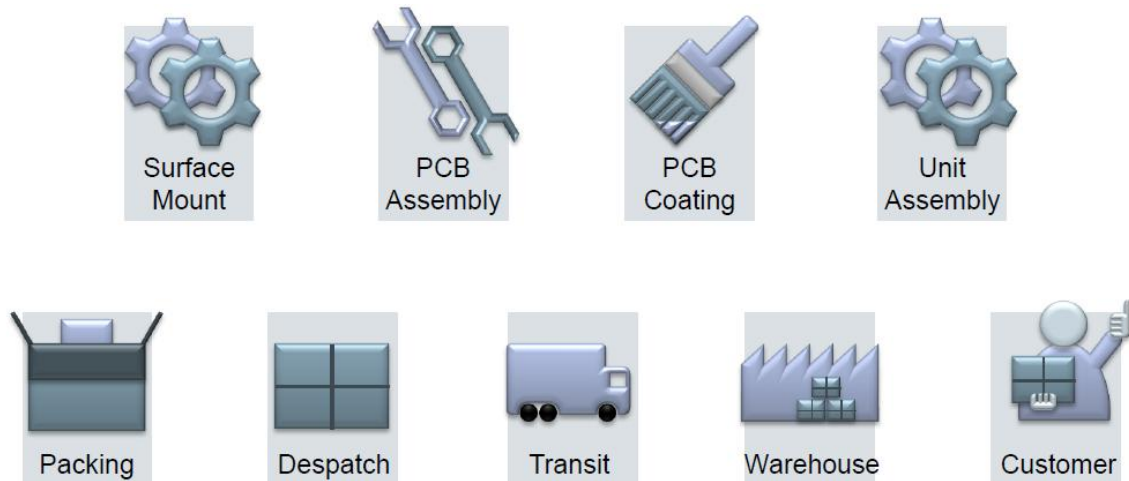 Surface
Mount
PCB
Assembly
PCB
Coating
Unit
Assembly
Packing
Despatch
Transit
Warehouse
Customer